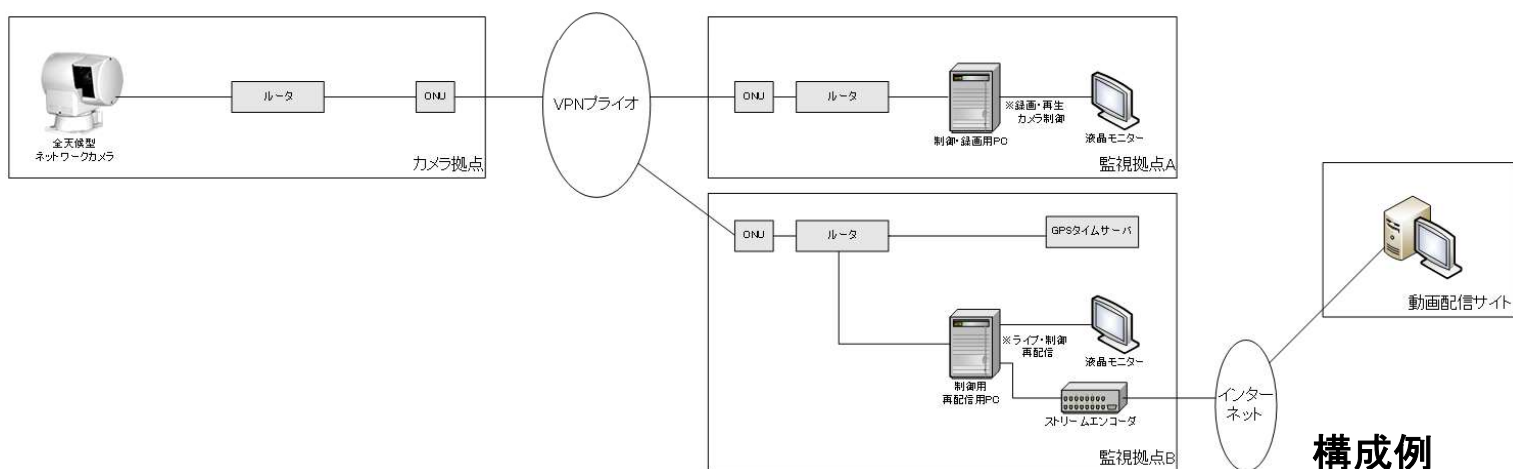 全天候型
ネットワークカメラ
ルータ
ONU
カメラ拠点
VPNプライオ
ONU
ルータ
制御・録画用PC
※録画・再生
カメラ制御
液晶モニター
監視拠点A
ONU
ルータ
GPSタイムサーバ
制御用
再配信用PC
※ライブ・制御
再配信
液晶モニター
ストリームエンコーダ
監視拠点B
インター
ネット
動画配信サイト
構成例